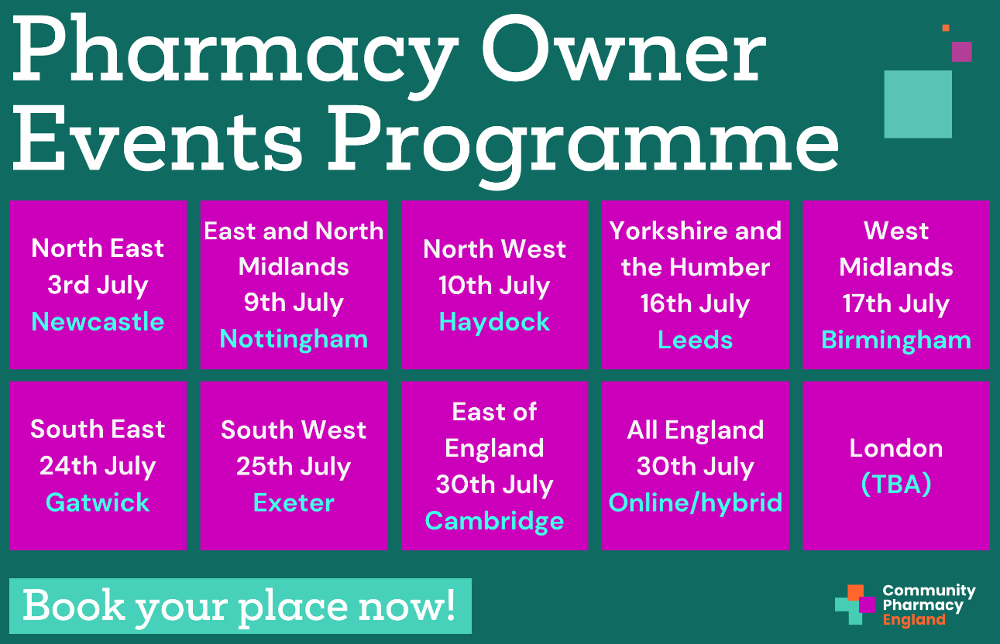 Pharmacy Owner
Events Programme
North East
3rd July
Newcastle
East and North
Midlands
9th July
Nottingham
North West
10th July
Haydock
Yorkshire and
the Humber
16th July
Leeds
West
Midlands
17th July
Birmingham
South East
24th July
Gatwick
South West
25th July
Exeter
East of
England
30th July
Cambridge
All England
30th July
Online/hybrid
London
(TBA)
Book your place now!
Community
Pharmacy
England